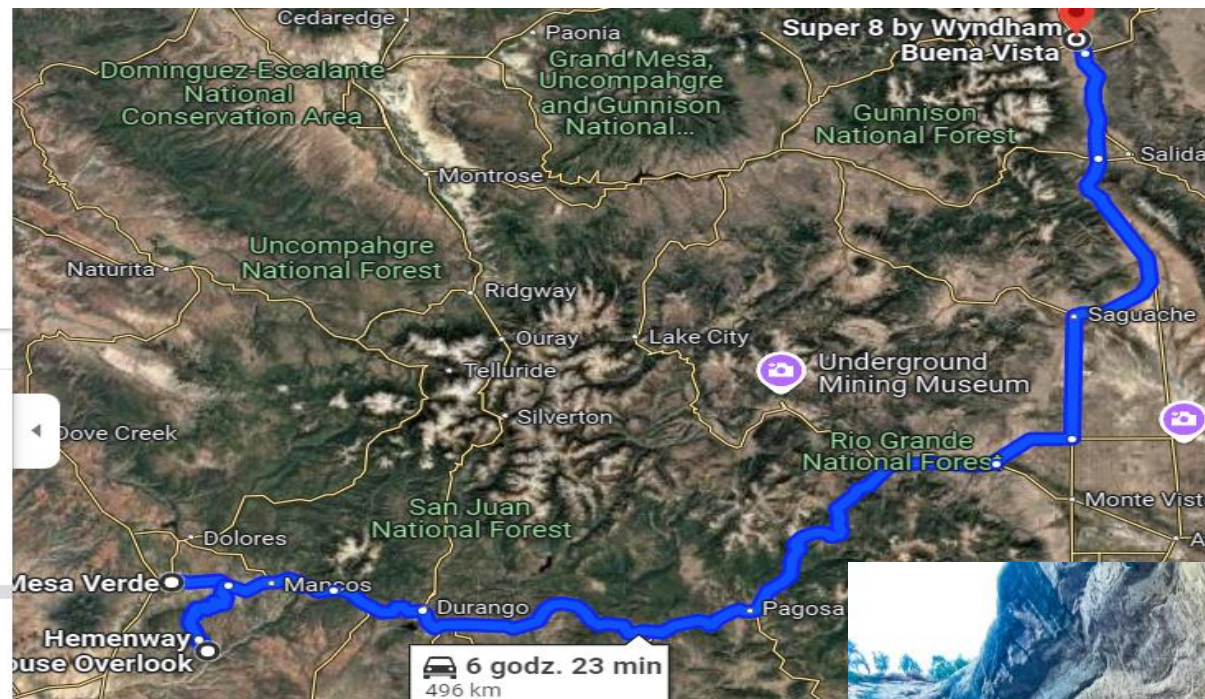 Cedaredge
Paonia
Super 8 by Wyndham
Buena Vista
Grand Mesa,
Uncompahgre
and Gunnison
National...
Dominguez-Escalante
National
Conservation Area
Gunnison
National Forest
Salida
Montrose
Uncompahgre
National Forest
Naturita
Ridgway
Saguache
Ouray
Lake City
Telluride
Underground
Mining Museum
Silverton
Dove Creek
Rio Grande
National Forest
San Juan
National Forest
Monte Vist
Dolores
A
Mesa Verde
Mancos
Durango
Pagosa
Hemenway
ouse Overlook
6 godz. 23 min
496 km